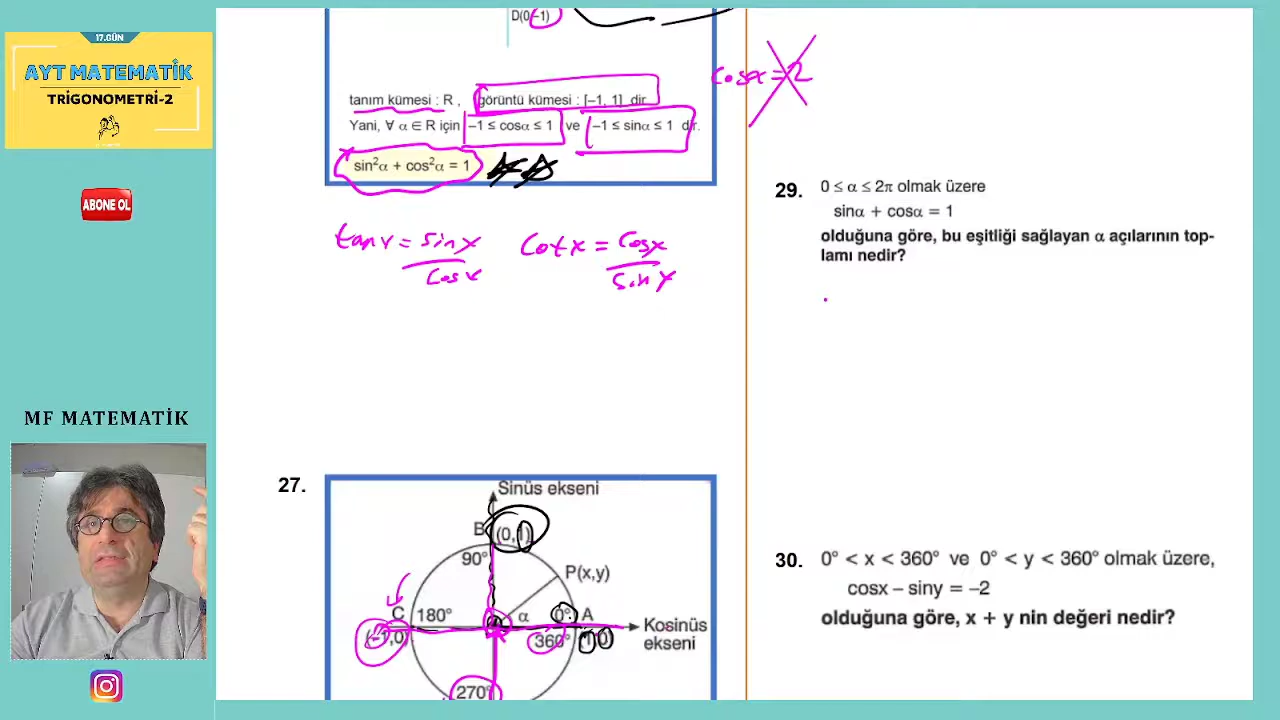 17.GÜN
AYT MATEMATİK
TRİGONOMETRİ-2
ABONE OL
MF MATEMATİK
D(0,-1)
tanım kümesi : R , görüntü kümesi : [-1, 1] dir.
Yani, ∀ α ∈ R için -1 ≤ cosα ≤ 1 ve -1 ≤ sinα ≤ 1 dir.
sin²α + cos²α = 1
tanx = sinx/cosx cotx = cosx/sinx
27.
Sinüs ekseni
B (0,1)
90°
P(x,y)
C 180° α 0° A
(-1,0) 360° (1,0)
Kosinüs
ekseni
270°
cosx = 2
29. 0 ≤ α ≤ 2π olmak üzere
sinα + cosα = 1
olduğuna göre, bu eşitliği sağlayan α açılarının top-
lamı nedir?
30. 0° < x < 360° ve 0° < y < 360° olmak üzere,
cosx – siny = –2
olduğuna göre, x + y nin değeri nedir?